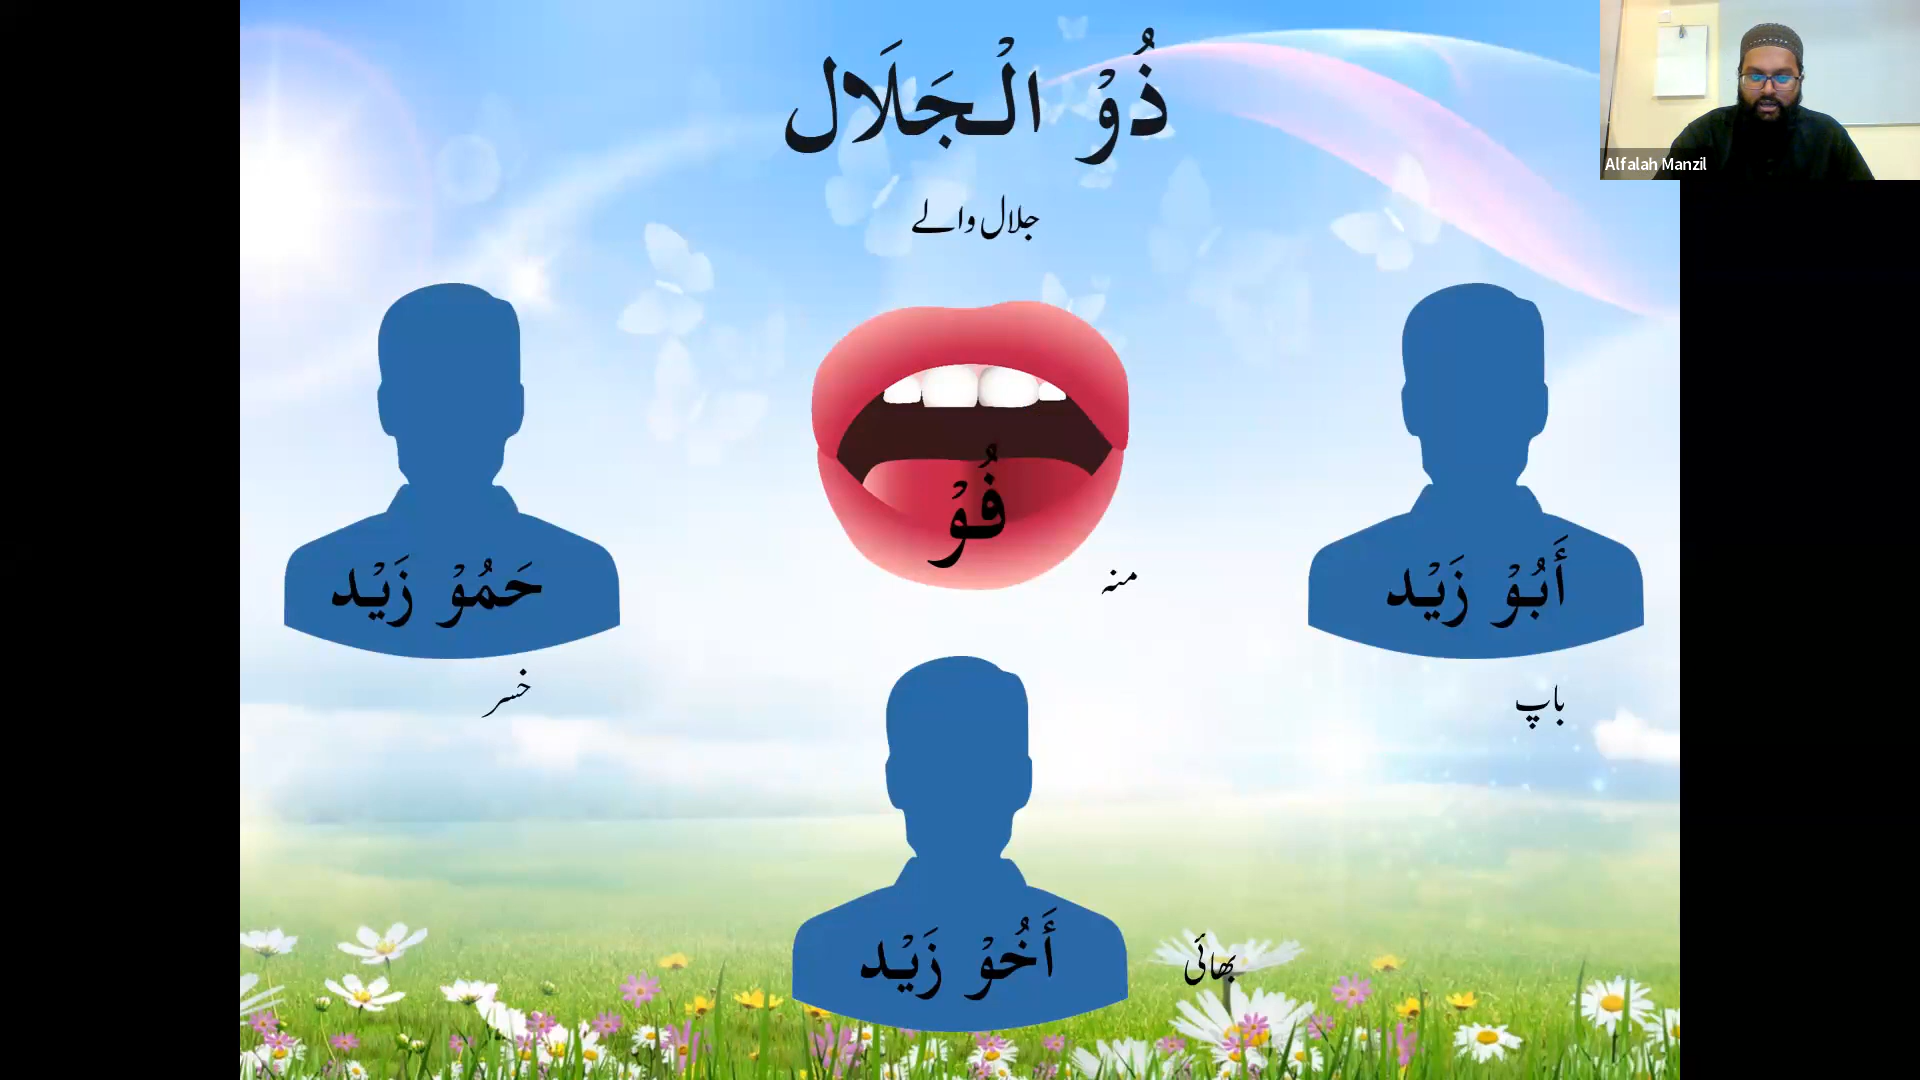 ذُوْ الْجَلَال
Alfalah Manzil
جلال والے
فُوْ
منہ
أَبُوْ زَيْد
حَمُوْ زَيْد
باپ
خسر
أَخُوْ زَيْد
بھائی